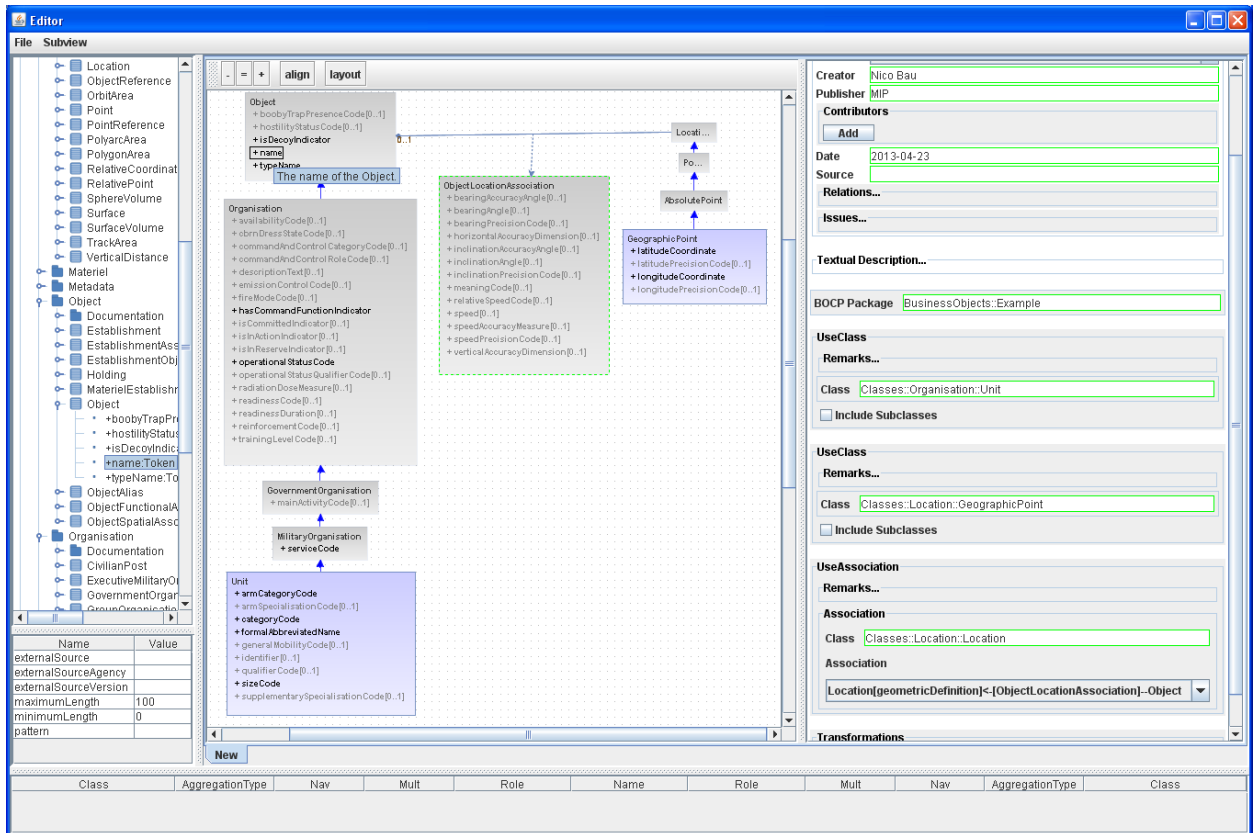 Editor
File Subview
Location
ObjectReference
OrbitArea
Point
PointReference
PolyarcArea
PolygonArea
RelativeCoordinat
RelativePoint
SphereVolume
Surface
SurfaceVolume
TrackArea
VerticalDistance
Materiel
Metadata
Object
Documentation
Establishment
EstablishmentAss
EstablishmentObj
Holding
MaterielEstablishr
Object
+boobyTrapPre
+hostilityStatus
+isDecoyIndica
+name:Token
+typeName:To
ObjectAlias
ObjectFunctionalA
ObjectSpatialAssc
Organisation
Documentation
CivilianPost
ExecutiveMilitaryOr
GovernmentOrgar
GroupOrganisatio
Name Value
externalSource
externalSourceAgency
externalSourceVersion
maximumLength 100
minimumLength 0
pattern
- = + align layout
Object
+ boobyTrapPresenceCode[0..1]
+ hostilityStatusCode[0..1]
+ isDecoyIndicator
+ name
+ typeName
The name of the Object.
0..1
Organisation
+ availabilityCode[0..1]
+ cbrnDressStateCode[0..1]
+ commandAndControlCategoryCode[0..1]
+ commandAndControlRoleCode[0..1]
+ descriptionText[0..1]
+ emissionControlCode[0..1]
+ fireModeCode[0..1]
+ hasCommandFunctionIndicator
+ isCommittedIndicator[0..1]
+ isInActionIndicator[0..1]
+ isInReserveIndicator[0..1]
+ operationalStatusCode
+ operationalStatusQualifierCode[0..1]
+ radiationDoseMeasure[0..1]
+ readinessCode[0..1]
+ readinessDuration[0..1]
+ reinforcementCode[0..1]
+ trainingLevelCode[0..1]
GovernmentOrganisation
+ mainActivityCode[0..1]
MilitaryOrganisation
+ serviceCode
Unit
+ armCategoryCode
+ armSpecialisationCode[0..1]
+ categoryCode
+ formalAbbreviatedName
+ generalMobilityCode[0..1]
+ identifier[0..1]
+ qualifierCode[0..1]
+ sizeCode
+ supplementarySpecialisationCode[0..1]
ObjectLocationAssociation
+ bearingAccuracyAngle[0..1]
+ bearingAngle[0..1]
+ bearingPrecisionCode[0..1]
+ horizontalAccuracyDimension[0..1]
+ inclinationAccuracyAngle[0..1]
+ inclinationAngle[0..1]
+ inclinationPrecisionCode[0..1]
+ meaningCode[0..1]
+ relativeSpeedCode[0..1]
+ speed[0..1]
+ speedAccuracyMeasure[0..1]
+ speedPrecisionCode[0..1]
+ verticalAccuracyDimension[0..1]
Locati...
Po...
AbsolutePoint
GeographicPoint
+ latitudeCoordinate
+ latitudePrecisionCode[0..1]
+ longitudeCoordinate
+ longitudePrecisionCode[0..1]
New
Creator Nico Bau
Publisher MIP
Contributors
Add
Date 2013-04-23
Source
Relations...
Issues...
Textual Description...
BOCP Package BusinessObjects::Example
UseClass
Remarks...
Class Classes::Organisation::Unit
Include Subclasses
UseClass
Remarks...
Class Classes::Location::GeographicPoint
Include Subclasses
UseAssociation
Remarks...
Association
Class Classes::Location::Location
Association
Location[geometricDefinition]<-[ObjectLocationAssociation]--Object
Transformations
Class AggregationType Nav Mult Role Name Role Mult Nav AggregationType Class